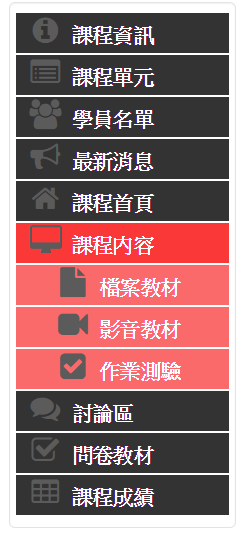 課程資訊
課程單元
學員名單
最新消息
課程首頁
課程內容
檔案教材
影音教材
作業測驗
討論區
問卷教材
課程成績